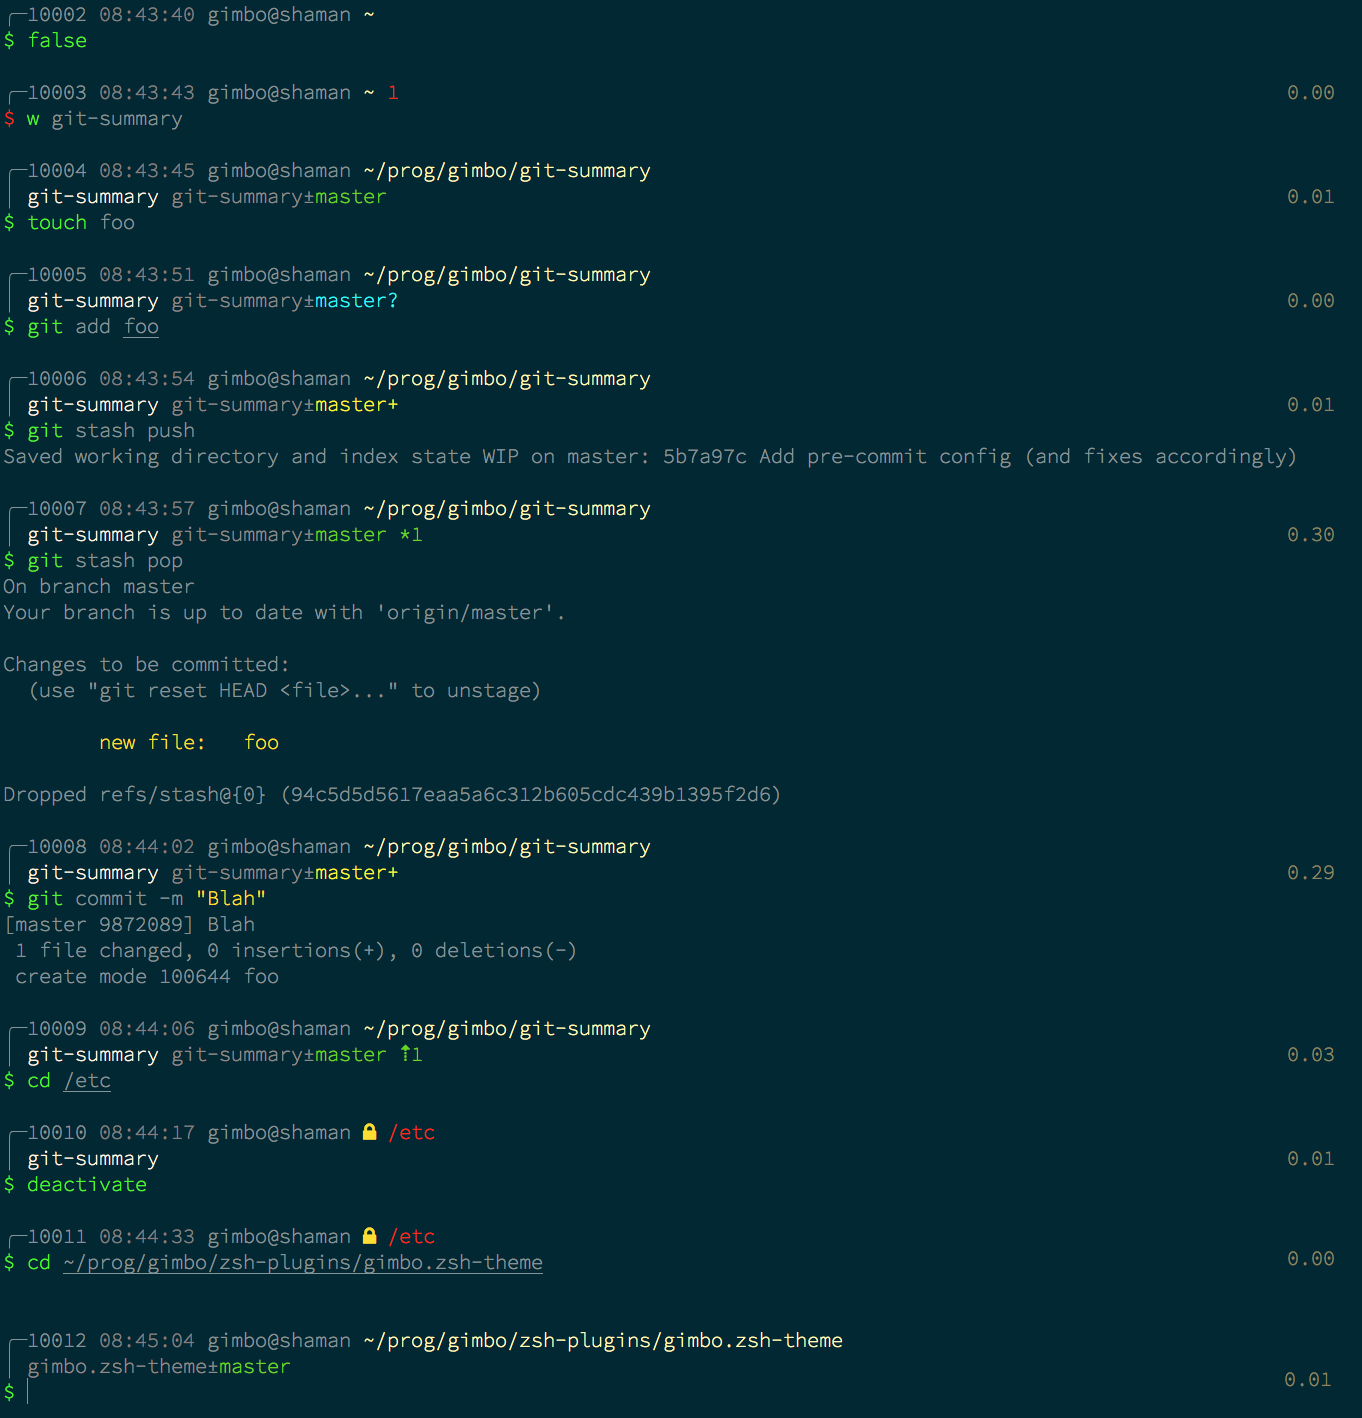 10002 08:43:40 gimbo@shaman ~
$ false
10003 08:43:43 gimbo@shaman ~ 1 0.00
$ w git-summary
10004 08:43:45 gimbo@shaman ~/prog/gimbo/git-summary
git-summary git-summary±master 0.01
$ touch foo
10005 08:43:51 gimbo@shaman ~/prog/gimbo/git-summary
git-summary git-summary±master? 0.00
$ git add foo
10006 08:43:54 gimbo@shaman ~/prog/gimbo/git-summary
git-summary git-summary±master+ 0.01
$ git stash push
Saved working directory and index state WIP on master: 5b7a97c Add pre-commit config (and fixes accordingly)
10007 08:43:57 gimbo@shaman ~/prog/gimbo/git-summary
git-summary git-summary±master *1 0.30
$ git stash pop
On branch master
Your branch is up to date with 'origin/master'.
Changes to be committed:
(use "git reset HEAD <file>..." to unstage)
new file: foo
Dropped refs/stash@{0} (94c5d5d5617eaa5a6c312b605cdc439b1395f2d6)
10008 08:44:02 gimbo@shaman ~/prog/gimbo/git-summary
git-summary git-summary±master+ 0.29
$ git commit -m "Blah"
[master 9872089] Blah
1 file changed, 0 insertions(+), 0 deletions(-)
create mode 100644 foo
10009 08:44:06 gimbo@shaman ~/prog/gimbo/git-summary
git-summary git-summary±master ⇡1 0.03
$ cd /etc
10010 08:44:17 gimbo@shaman 🔒 /etc
git-summary 0.01
$ deactivate
10011 08:44:33 gimbo@shaman 🔒 /etc
$ cd ~/prog/gimbo/zsh-plugins/gimbo.zsh-theme 0.00
10012 08:45:04 gimbo@shaman ~/prog/gimbo/zsh-plugins/gimbo.zsh-theme
gimbo.zsh-theme±master
$ 0.01